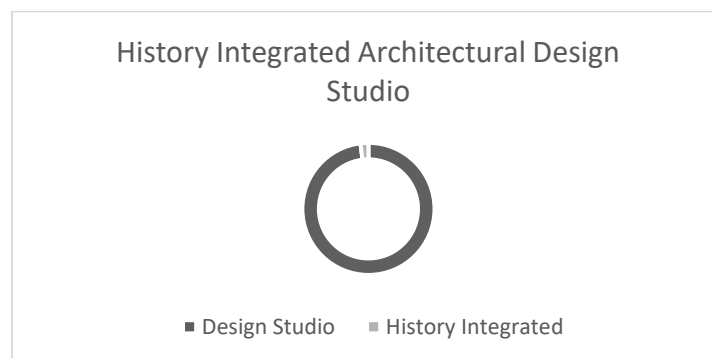 History Integrated Architectural Design
Studio
Design Studio History Integrated